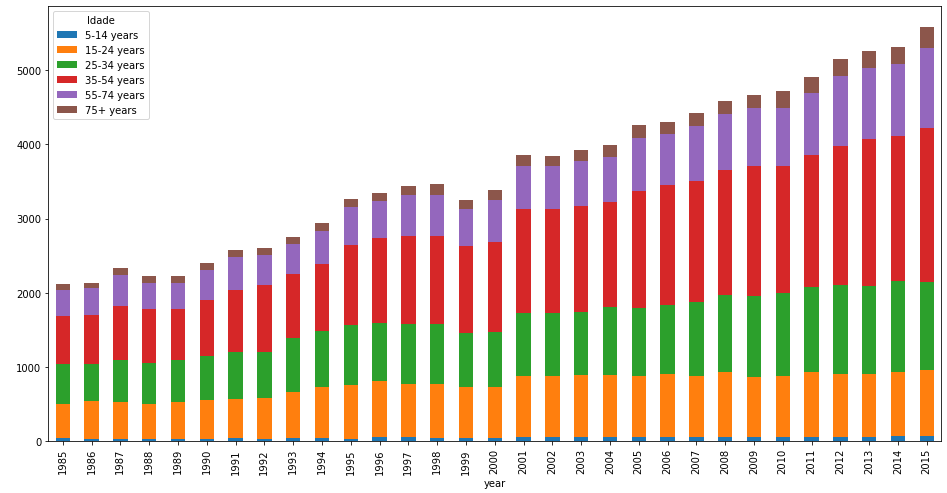 Idade
5-14 years
15-24 years
25-34 years
35-54 years
55-74 years
75+ years
5000
4000
3000
2000
1000
0
1985 1986 1987 1988 1989 1990 1991 1992 1993 1994 1995 1996 1997 1998 1999 2000 2001 2002 2003 2004 2005 2006 2007 2008 2009 2010 2011 2012 2013 2014 2015
year